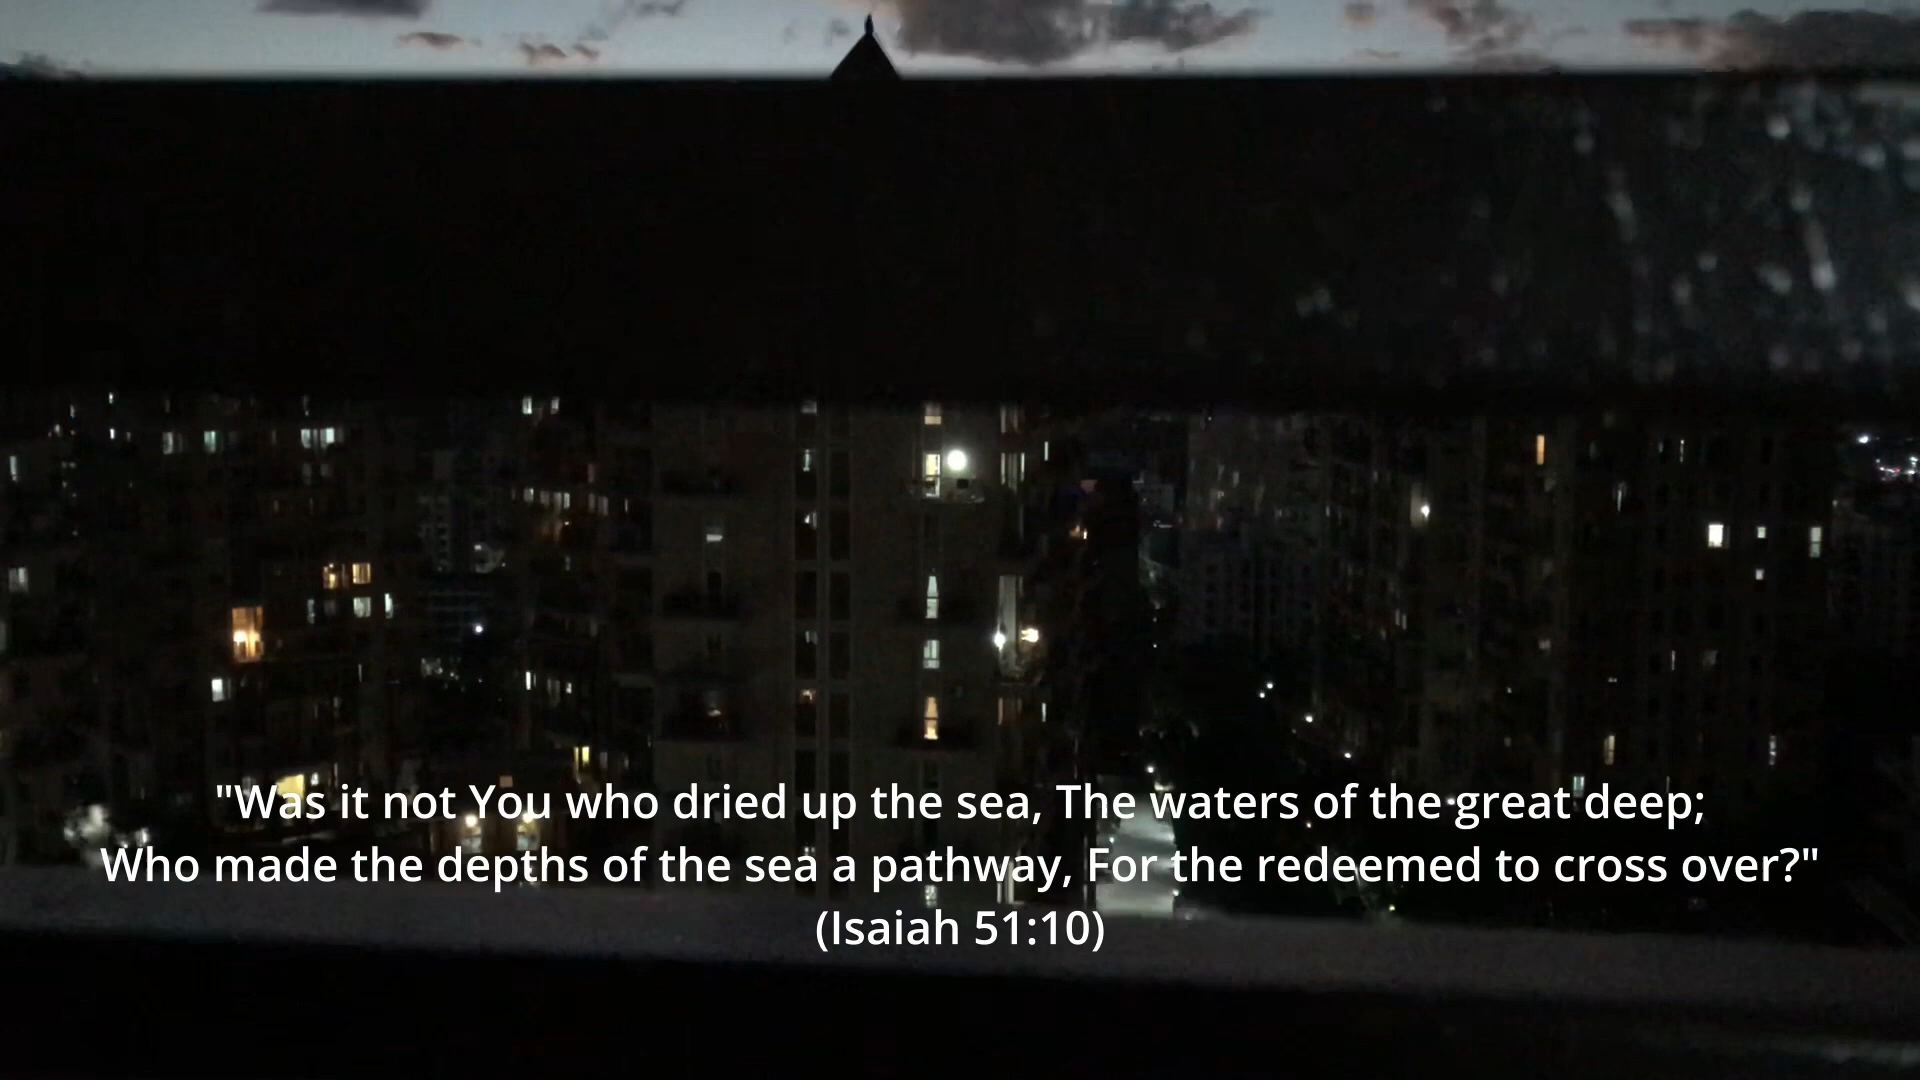 "Was it not You who dried up the sea, The waters of the great deep;
Who made the depths of the sea a pathway, For the redeemed to cross over?"
(Isaiah 51:10)